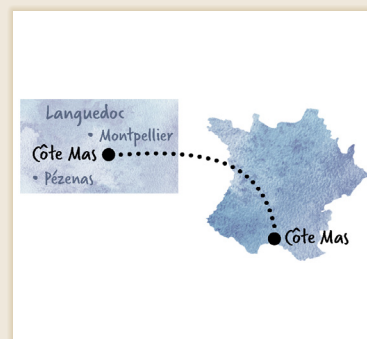 Languedoc
• Montpellier
Côte Mas
• Pézenas
Côte Mas